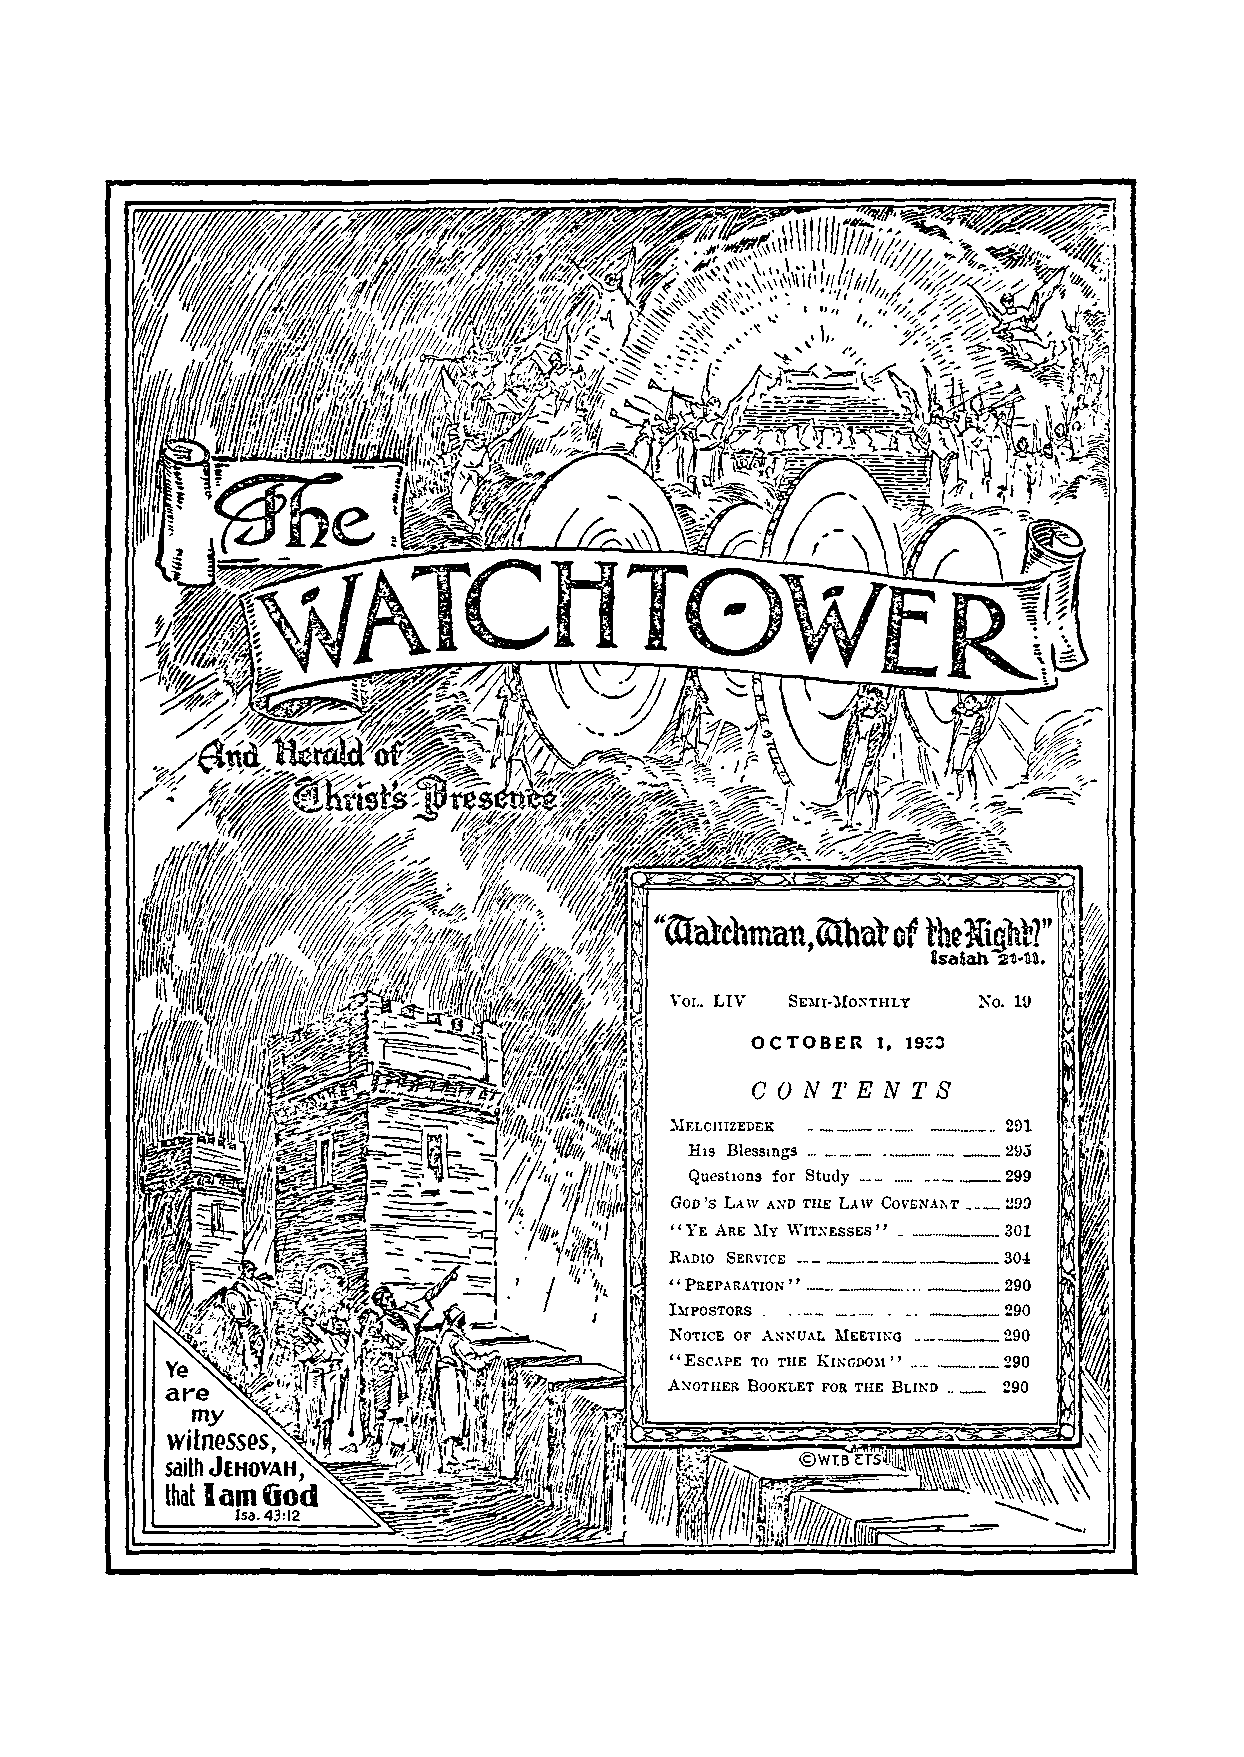 The
WATCHTOWER
And Herald of
Christ's Presence
"Watchman, What of the Night?"
Isaiah 21-11.
VOL. LIV SEMI-MONTHLY No. 19
OCTOBER 1, 1933
CONTENTS
MELCHIZEDEK 291
His Blessings 295
Questions for Study 299
GOD'S LAW AND THE LAW COVENANT 299
"YE ARE MY WITNESSES" 301
RADIO SERVICE 304
"PREPARATION" 290
IMPOSTORS 290
NOTICE OF ANNUAL MEETING 290
"ESCAPE TO THE KINGDOM" 290
ANOTHER BOOKLET FOR THE BLIND 290
Ye
are
my
witnesses,
saith JEHOVAH,
that I am God
Isa. 43:12
©W.T.B ETS